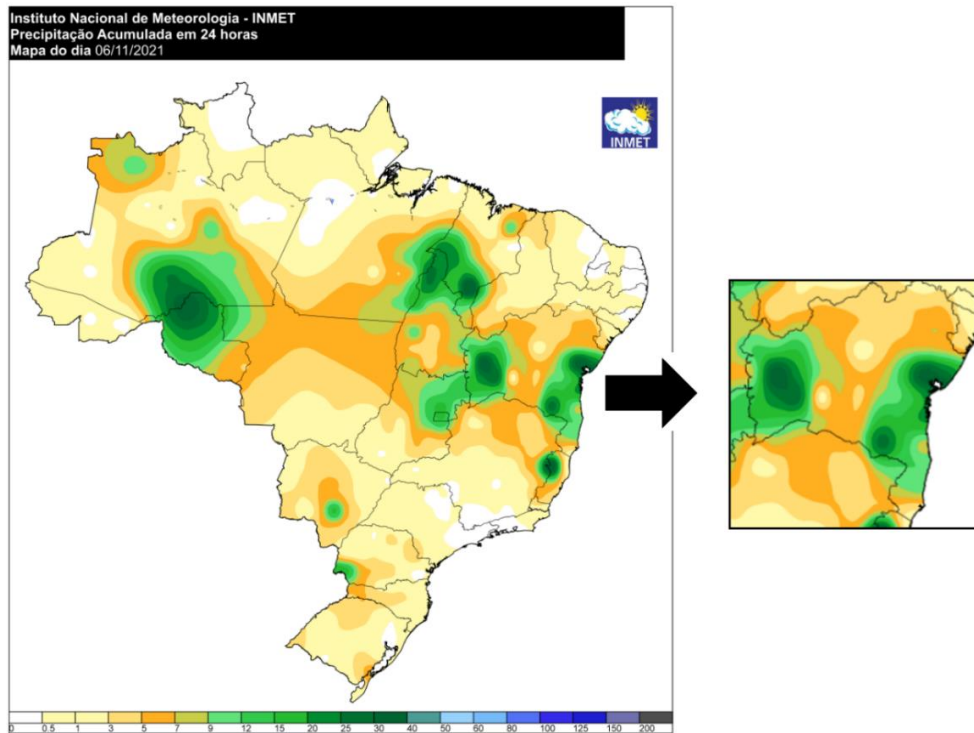 Instituto Nacional de Meteorologia - INMET
Precipitação Acumulada em 24 horas
Mapa do dia 06/11/2021
INMET
0 0.5 1 3 5 7 9 12 15 20 25 30 40 50 60 80 100 125 150 200